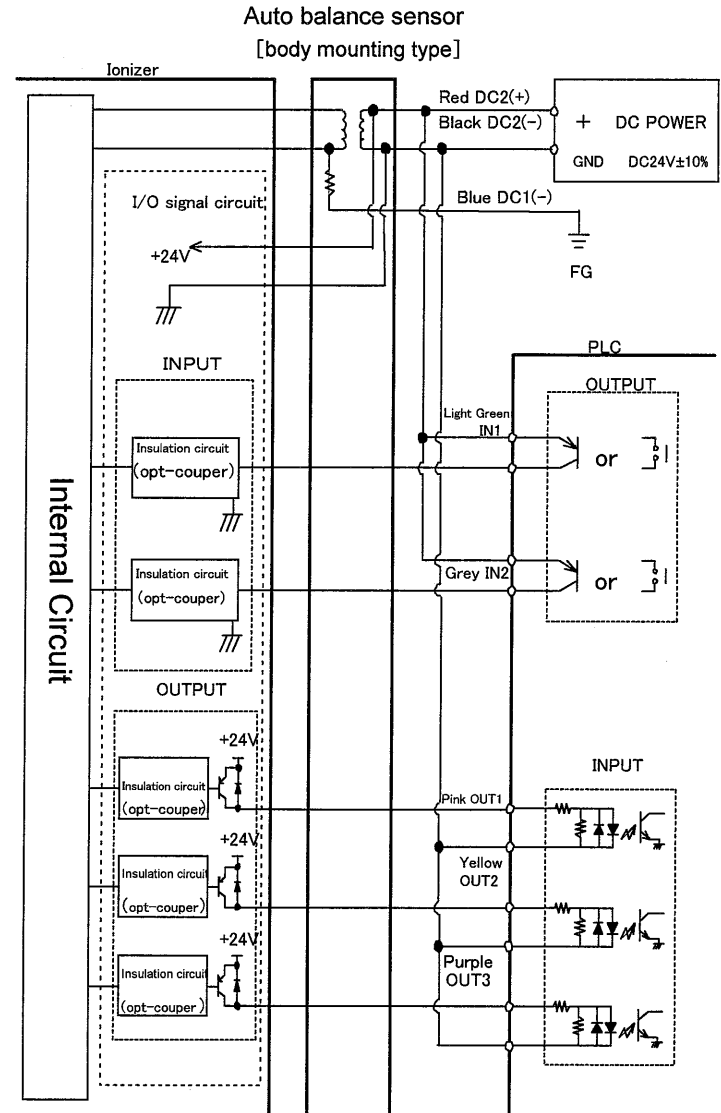 Auto balance sensor
[body mounting type]
Ionizer
Red DC2(+)
Black DC2(-)
+ DC POWER
GND DC24V±10%
I/O signal circuit
Blue DC1(-)
+24V
FG
INPUT
PLC
OUTPUT
Light Green
IN1
Insulation circuit
(opt-couper)
or
Internal Circuit
Insulation circuit
(opt-couper)
Grey IN2
or
OUTPUT
+24V
INPUT
Insulation circuit
(opt-couper)
Pink OUT1
+24V
Insulation circuit
(opt-couper)
Yellow
OUT2
+24V
Insulation circuit
(opt-couper)
Purple
OUT3